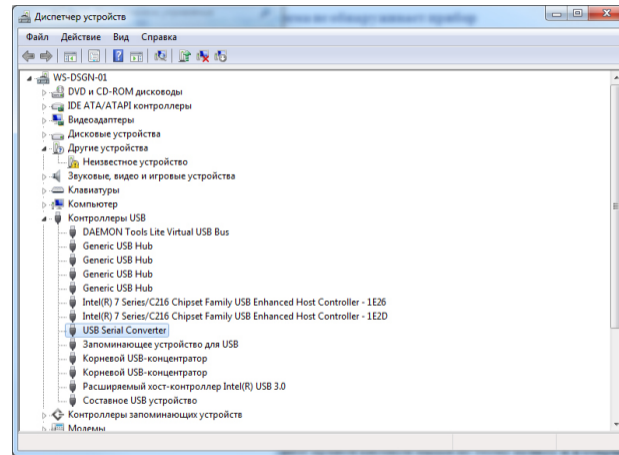 ма не обнаруживает прибор
Диспетчер устройств
Файл Действие Вид Справка
WS-DSGN-01
DVD и CD-ROM дисководы
IDE ATA/ATAPI контроллеры
Видеоадаптеры
Дисковые устройства
Другие устройства
Неизвестное устройство
Звуковые, видео и игровые устройства
Клавиатуры
Компьютер
Контроллеры USB
DAEMON Tools Lite Virtual USB Bus
Generic USB Hub
Generic USB Hub
Generic USB Hub
Generic USB Hub
Intel(R) 7 Series/C216 Chipset Family USB Enhanced Host Controller - 1E26
Intel(R) 7 Series/C216 Chipset Family USB Enhanced Host Controller - 1E2D
USB Serial Converter
Запоминающее устройство для USB
Корневой USB-концентратор
Корневой USB-концентратор
Расширяемый хост-контроллер Intel(R) USB 3.0
Составное USB устройство
Контроллеры запоминающих устройств
Модемы